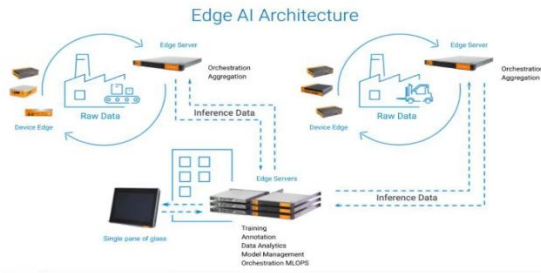 Edge AI Architecture
Edge Server
Orchestration
Aggregation
Raw Data
Device Edge
Inference Data
Edge Server
Orchestration
Aggregation
Raw Data
Device Edge
Edge Servers
Inference Data
Single pane of glass
Training
Annotation
Data Analytics
Model Management
Orchestration MLOPS